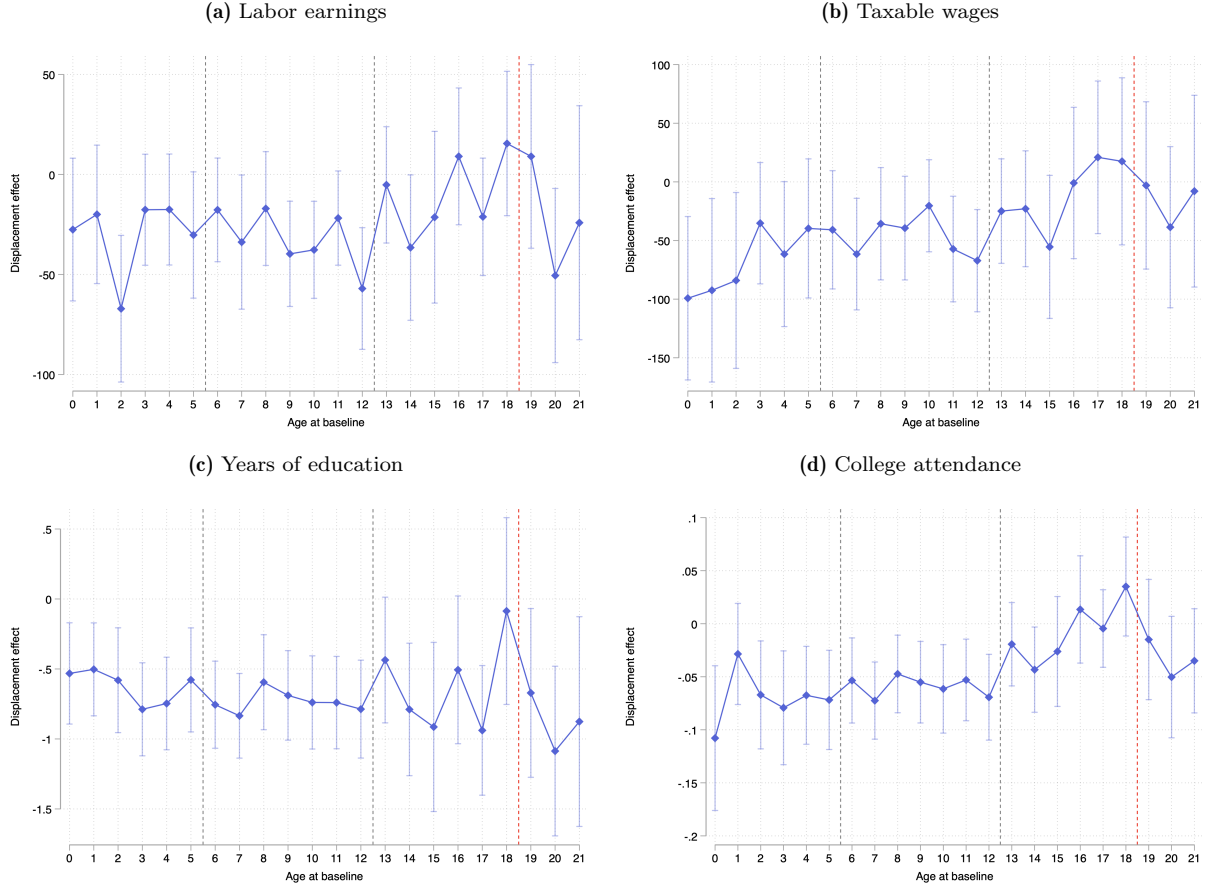 (a) Labor earnings
50
0
-50
-100
Displacement effect
0 1 2 3 4 5 6 7 8 9 10 11 12 13 14 15 16 17 18 19 20 21
Age at baseline
(b) Taxable wages
100
50
0
-50
-100
-150
Displacement effect
0 1 2 3 4 5 6 7 8 9 10 11 12 13 14 15 16 17 18 19 20 21
Age at baseline
(c) Years of education
.5
0
-.5
-1
-1.5
Displacement effect
0 1 2 3 4 5 6 7 8 9 10 11 12 13 14 15 16 17 18 19 20 21
Age at baseline
(d) College attendance
.1
.05
0
-.05
-.1
-.15
-.2
Displacement effect
0 1 2 3 4 5 6 7 8 9 10 11 12 13 14 15 16 17 18 19 20 21
Age at baseline